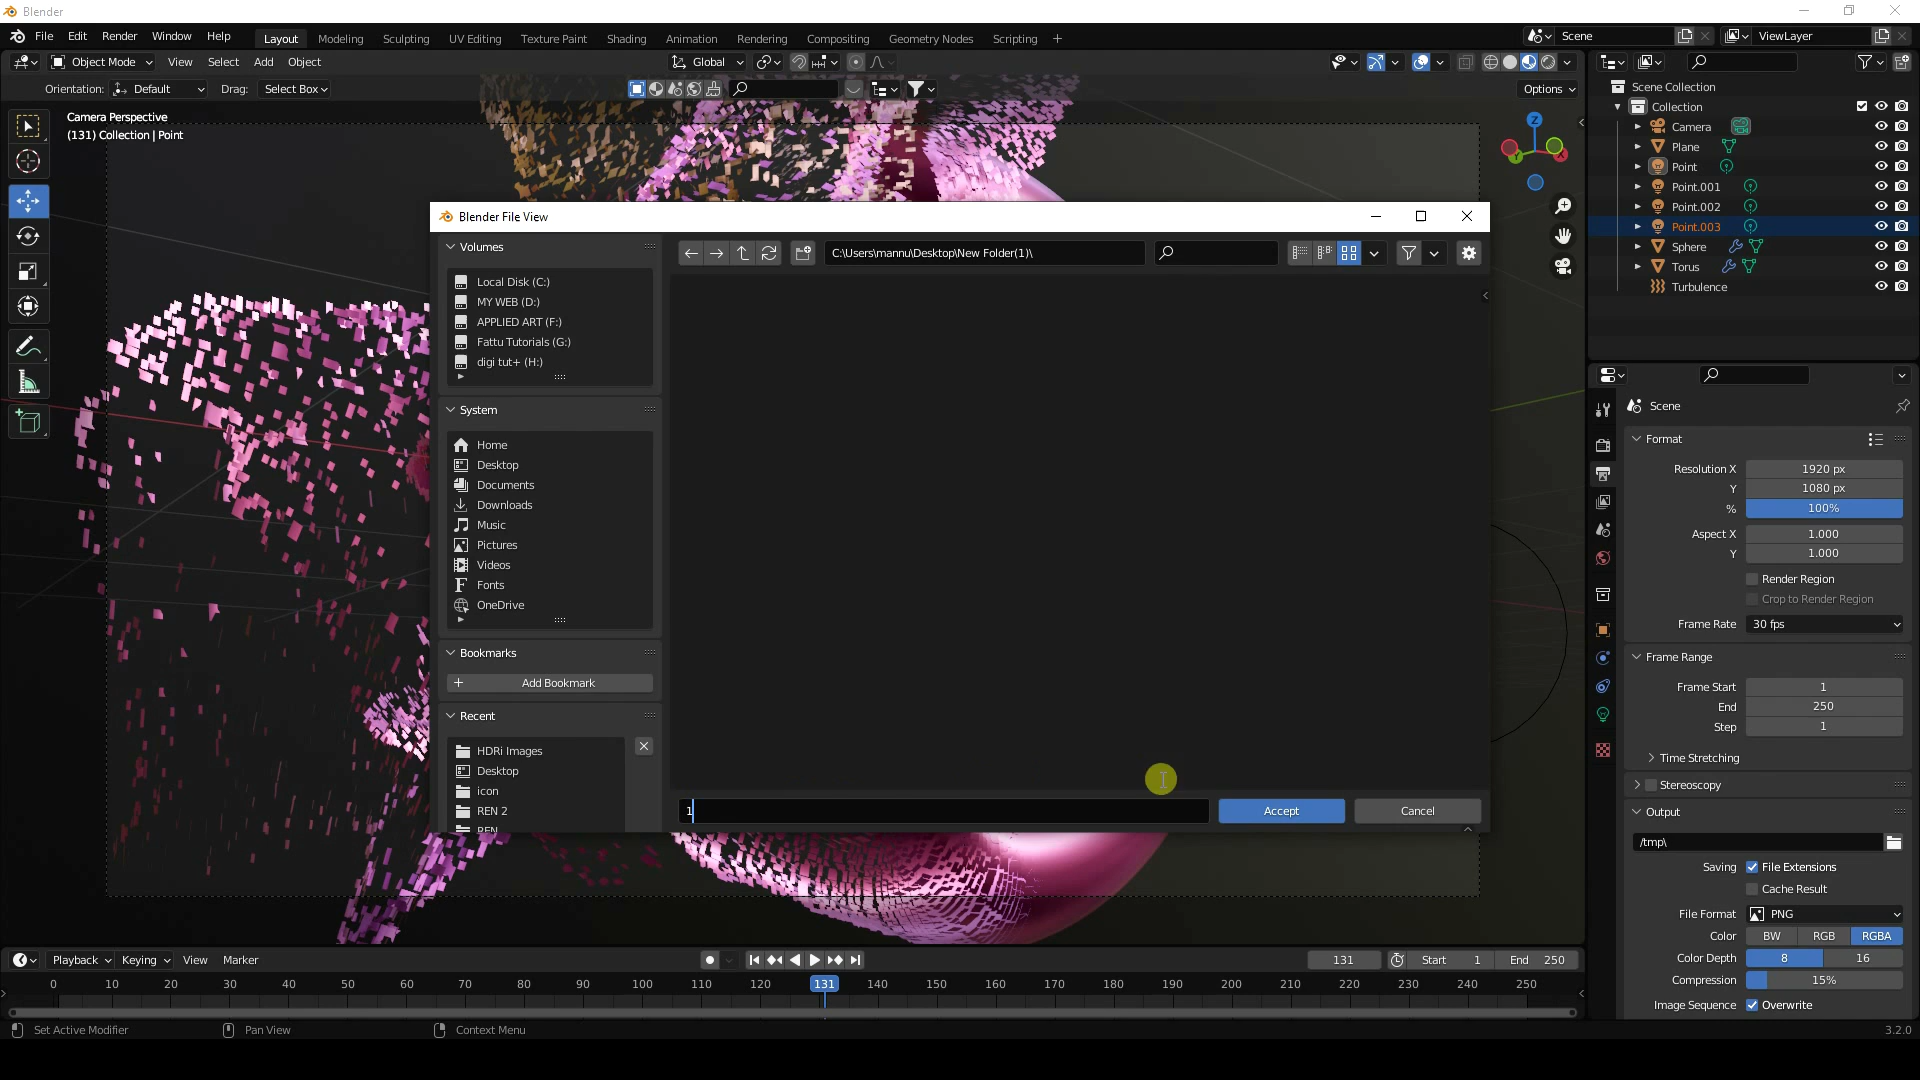 Blender
File Edit Render Window Help Layout Modeling Sculpting UV Editing Texture Paint Shading Animation Rendering Compositing Geometry Nodes Scripting + Scene ViewLayer
Object Mode View Select Add Object Global
Orientation: Default Drag: Select Box Options
Camera Perspective
(131) Collection | Point
Z
Y
X
Blender File View
Volumes
Local Disk (C:)
MY WEB (D:)
APPLIED ART (F:)
Fattu Tutorials (G:)
digi tut+ (H:)
System
Home
Desktop
Documents
Downloads
Music
Pictures
Videos
Fonts
OneDrive
Bookmarks
+ Add Bookmark
Recent
HDRi Images
Desktop
icon
REN 2
REN
C:\Users\mannu\Desktop\New Folder(1)\
1
Accept Cancel
Scene Collection
Collection
Camera
Plane
Point
Point.001
Point.002
Point.003
Sphere
Torus
Turbulence
Scene
Format
Resolution X 1920 px
Y 1080 px
% 100%
Aspect X 1.000
Y 1.000
Render Region
Crop to Render Region
Frame Rate 30 fps
Frame Range
Frame Start 1
End 250
Step 1
Time Stretching
Stereoscopy
Output
/tmp\
Saving File Extensions
Cache Result
File Format PNG
Color BW RGB RGBA
Color Depth 8 16
Compression 15%
Image Sequence Overwrite
Playback Keying View Marker 131 Start 1 End 250
0 10 20 30 40 50 60 70 80 90 100 110 120 131 140 150 160 170 180 190 200 210 220 230 240 250
Set Active Modifier Pan View Context Menu 3.2.0